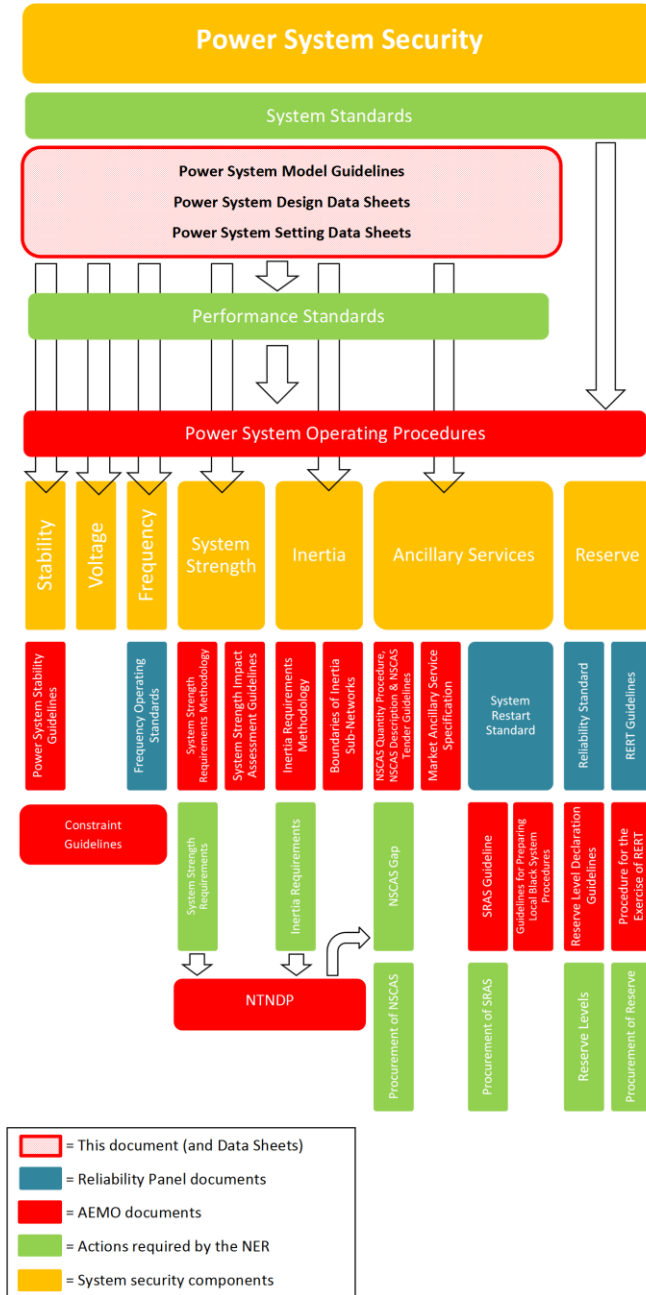 Power System Security
System Standards
Power System Model Guidelines
Power System Design Data Sheets
Power System Setting Data Sheets
Performance Standards
Power System Operating Procedures
Stability
Voltage
Frequency
System
Strength
Inertia
Ancillary Services
Reserve
Power System Stability
Guidelines
Frequency Operating
Standards
System Strength
Requirements Methodology
System Strength Impact
Assessment Guidelines
Inertia Requirements
Methodology
Boundaries of Inertia
Sub-Networks
NSCAS Quantity Procedure,
NSCAS Description & NSCAS
Tender Guidelines
Market Ancillary Service
Specification
System
Restart
Standard
Reliability Standard
RERT Guidelines
Constraint
Guidelines
System Strength
Requirements
Inertia Requirements
NSCAS Gap
SRAS Guideline
Guidelines for Preparing
Local Black System
Procedures
Reserve Level Declaration
Guidelines
Procedure for the
Exercise of RERT
NTNDP
Procurement of NSCAS
Procurement of SRAS
Reserve Levels
Procurement of Reserve
= This document (and Data Sheets)
= Reliability Panel documents
= AEMO documents
= Actions required by the NER
= System security components